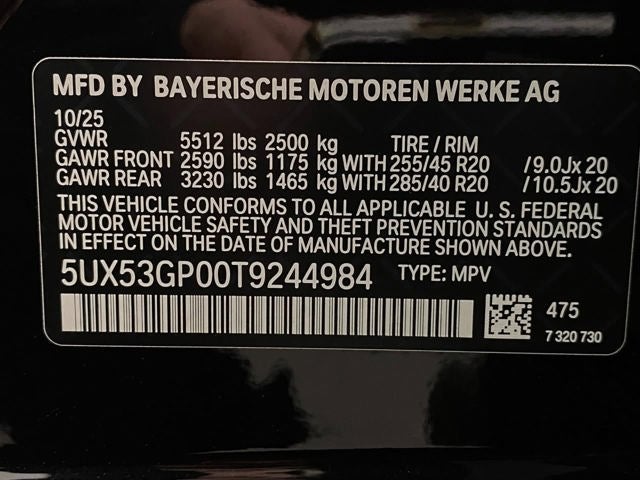 MFD BY BAYERISCHE MOTOREN WERKE AG
10/25
GVWR 5512 lbs 2500 kg TIRE / RIM
GAWR FRONT 2590 lbs 1175 kg WITH 255/45 R20 /9.0Jx 20
GAWR REAR 3230 lbs 1465 kg WITH 285/40 R20 /10.5Jx 20
THIS VEHICLE CONFORMS TO ALL APPLICABLE U. S. FEDERAL
MOTOR VEHICLE SAFETY AND THEFT PREVENTION STANDARDS
IN EFFECT ON THE DATE OF MANUFACTURE SHOWN ABOVE.
5UX53GP00T9244984 TYPE: MPV
475
7 320 730